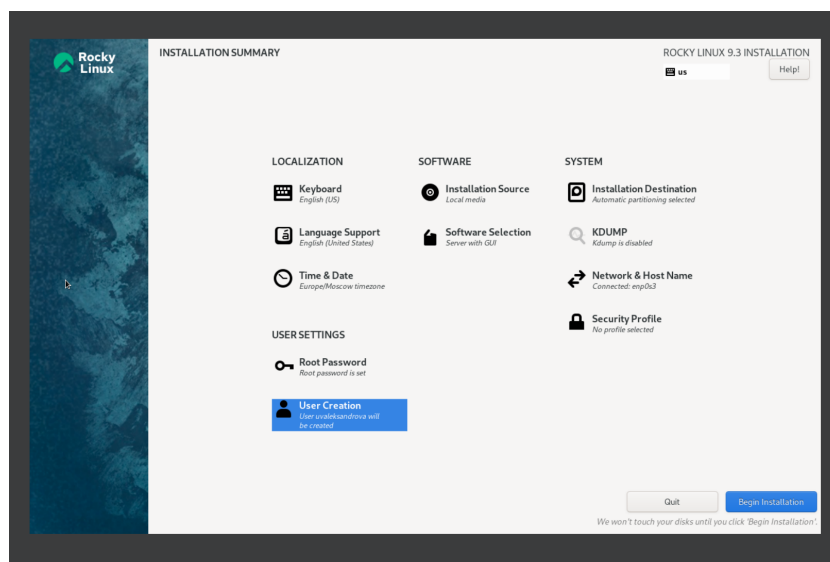 Rocky
Linux
INSTALLATION SUMMARY
ROCKY LINUX 9.3 INSTALLATION
us
Help!
LOCALIZATION
Keyboard
English (US)
Language Support
English (United States)
Time & Date
Europe/Moscow timezone
USER SETTINGS
Root Password
Root password is set
User Creation
User uvaleksandrova will
be created
SOFTWARE
Installation Source
Local media
Software Selection
Server with GUI
SYSTEM
Installation Destination
Automatic partitioning selected
KDUMP
Kdump is disabled
Network & Host Name
Connected: enp0s3
Security Profile
No profile selected
Quit
Begin Installation
We won't touch your disks until you click 'Begin Installation'.